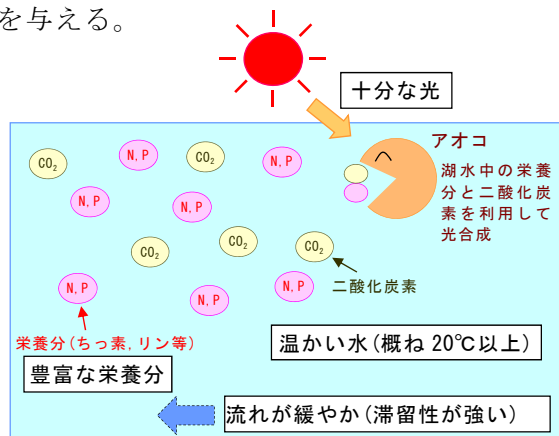 を与える。
十分な光
アオコ
湖水中の栄養
分と二酸化炭
素を利用して
光合成
CO₂
N, P
CO₂
N, P
N, P
N, P
CO₂
CO₂
CO₂
N, P
N, P
N, P
二酸化炭素
栄養分(ちっ素, リン等)
豊富な栄養分
温かい水(概ね 20℃以上)
流れが緩やか(滞留性が強い)